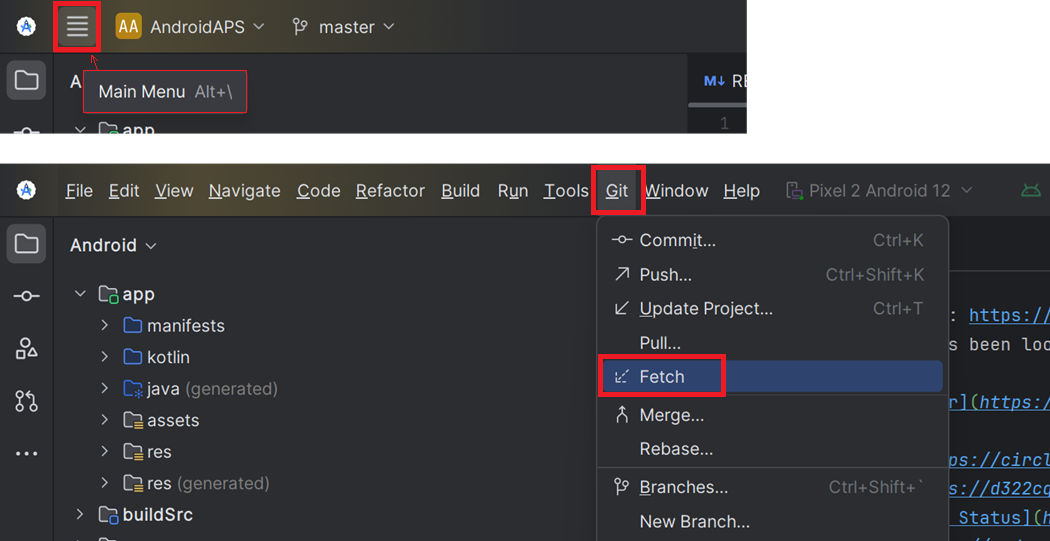 AA AndroidAPS master
A
Main Menu Alt+\
app
RE
1
File Edit View Navigate Code Refactor Build Run Tools Git Window Help Pixel 2 Android 12
Android
app
manifests
kotlin
java (generated)
assets
res
res (generated)
buildSrc
Commit... Ctrl+K
Push... Ctrl+Shift+K
Update Project... Ctrl+T
Pull...
Fetch
Merge...
Rebase...
Branches... Ctrl+Shift+`
New Branch...
: https://
s been loc
r](https:/
ps://circl
s://d322cq
Status](h